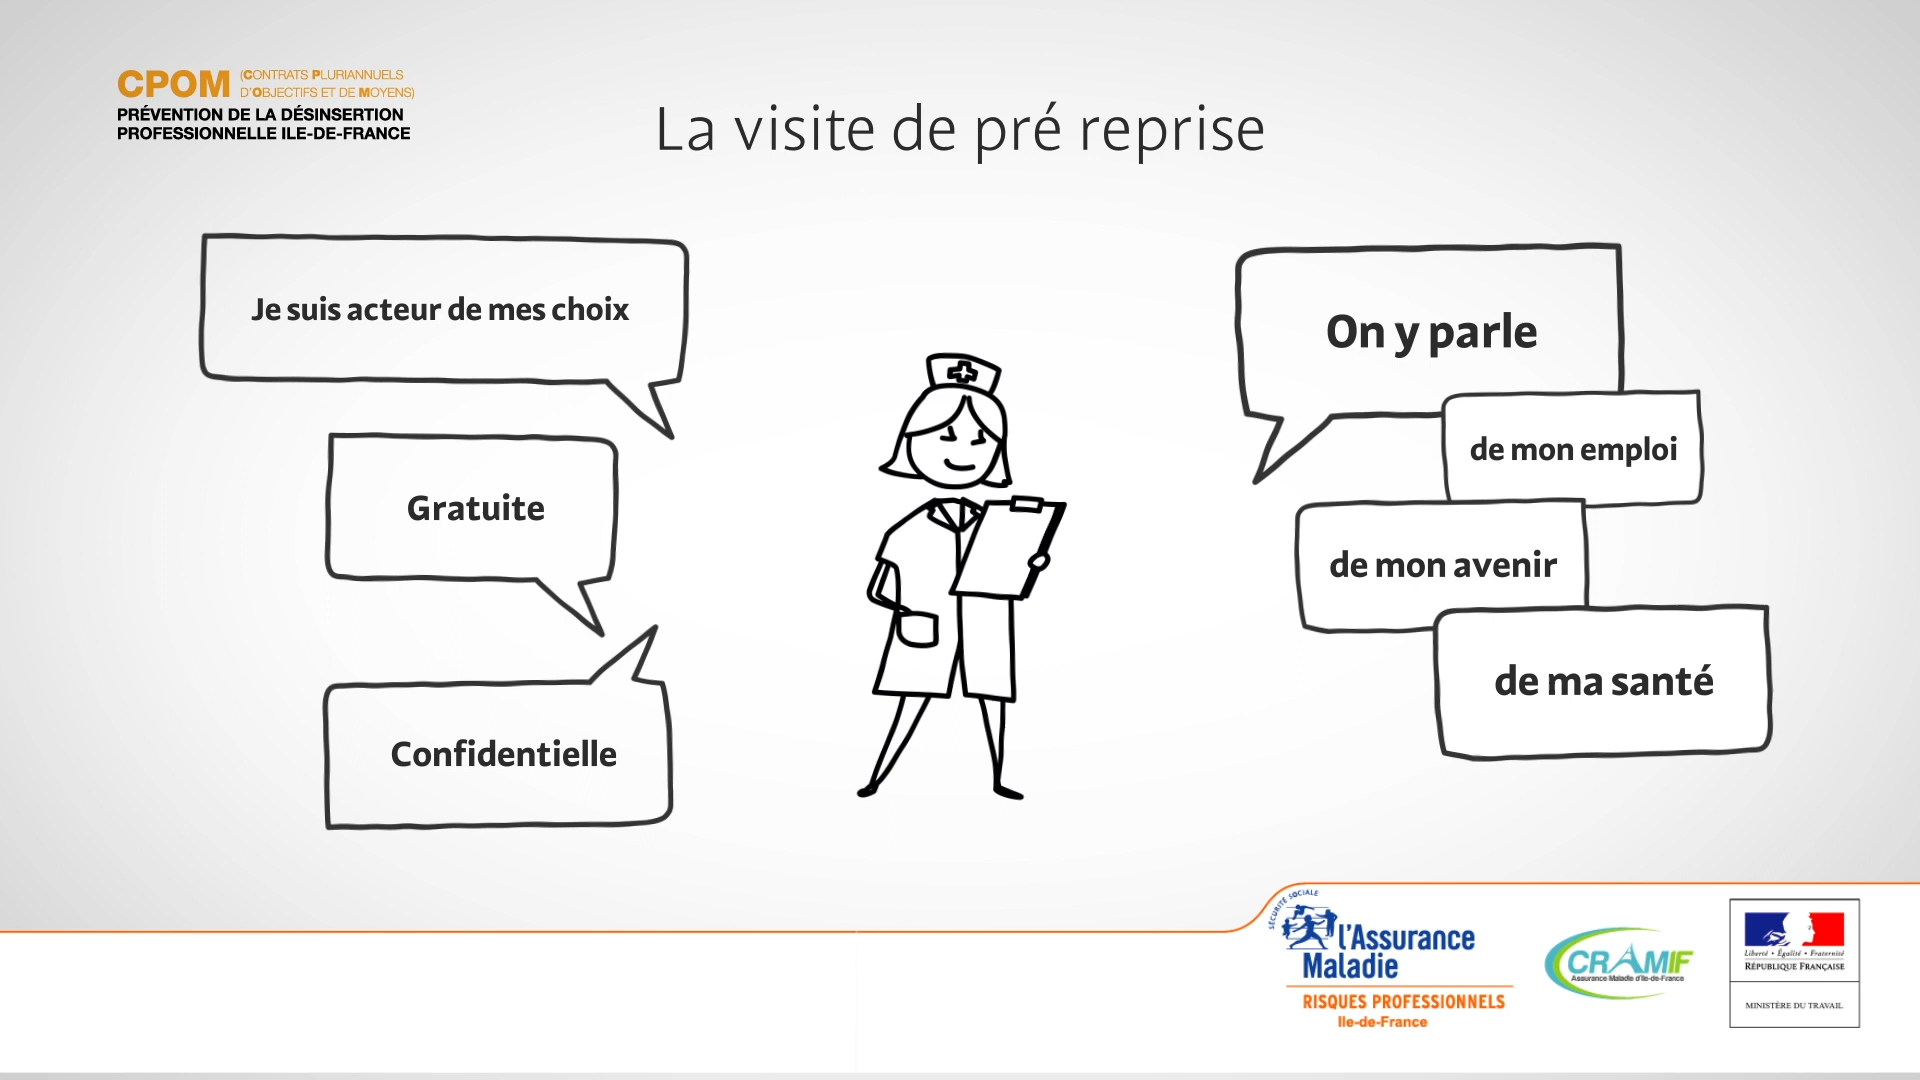 CPOM (CONTRATS PLURIANNUELS
D'OBJECTIFS ET DE MOYENS)
PRÉVENTION DE LA DÉSINSERTION
PROFESSIONNELLE ILE-DE-FRANCE
La visite de pré reprise
Je suis acteur de mes choix
Gratuite
Confidentielle
On y parle
de mon emploi
de mon avenir
de ma santé
SÉCURITÉ SOCIALE
l'Assurance
Maladie
RISQUES PROFESSIONNELS
Ile-de-France
CRAMIF
Assurance Maladie d'Ile-de-France
Liberté • Égalité • Fraternité
RÉPUBLIQUE FRANÇAISE
MINISTÈRE DU TRAVAIL